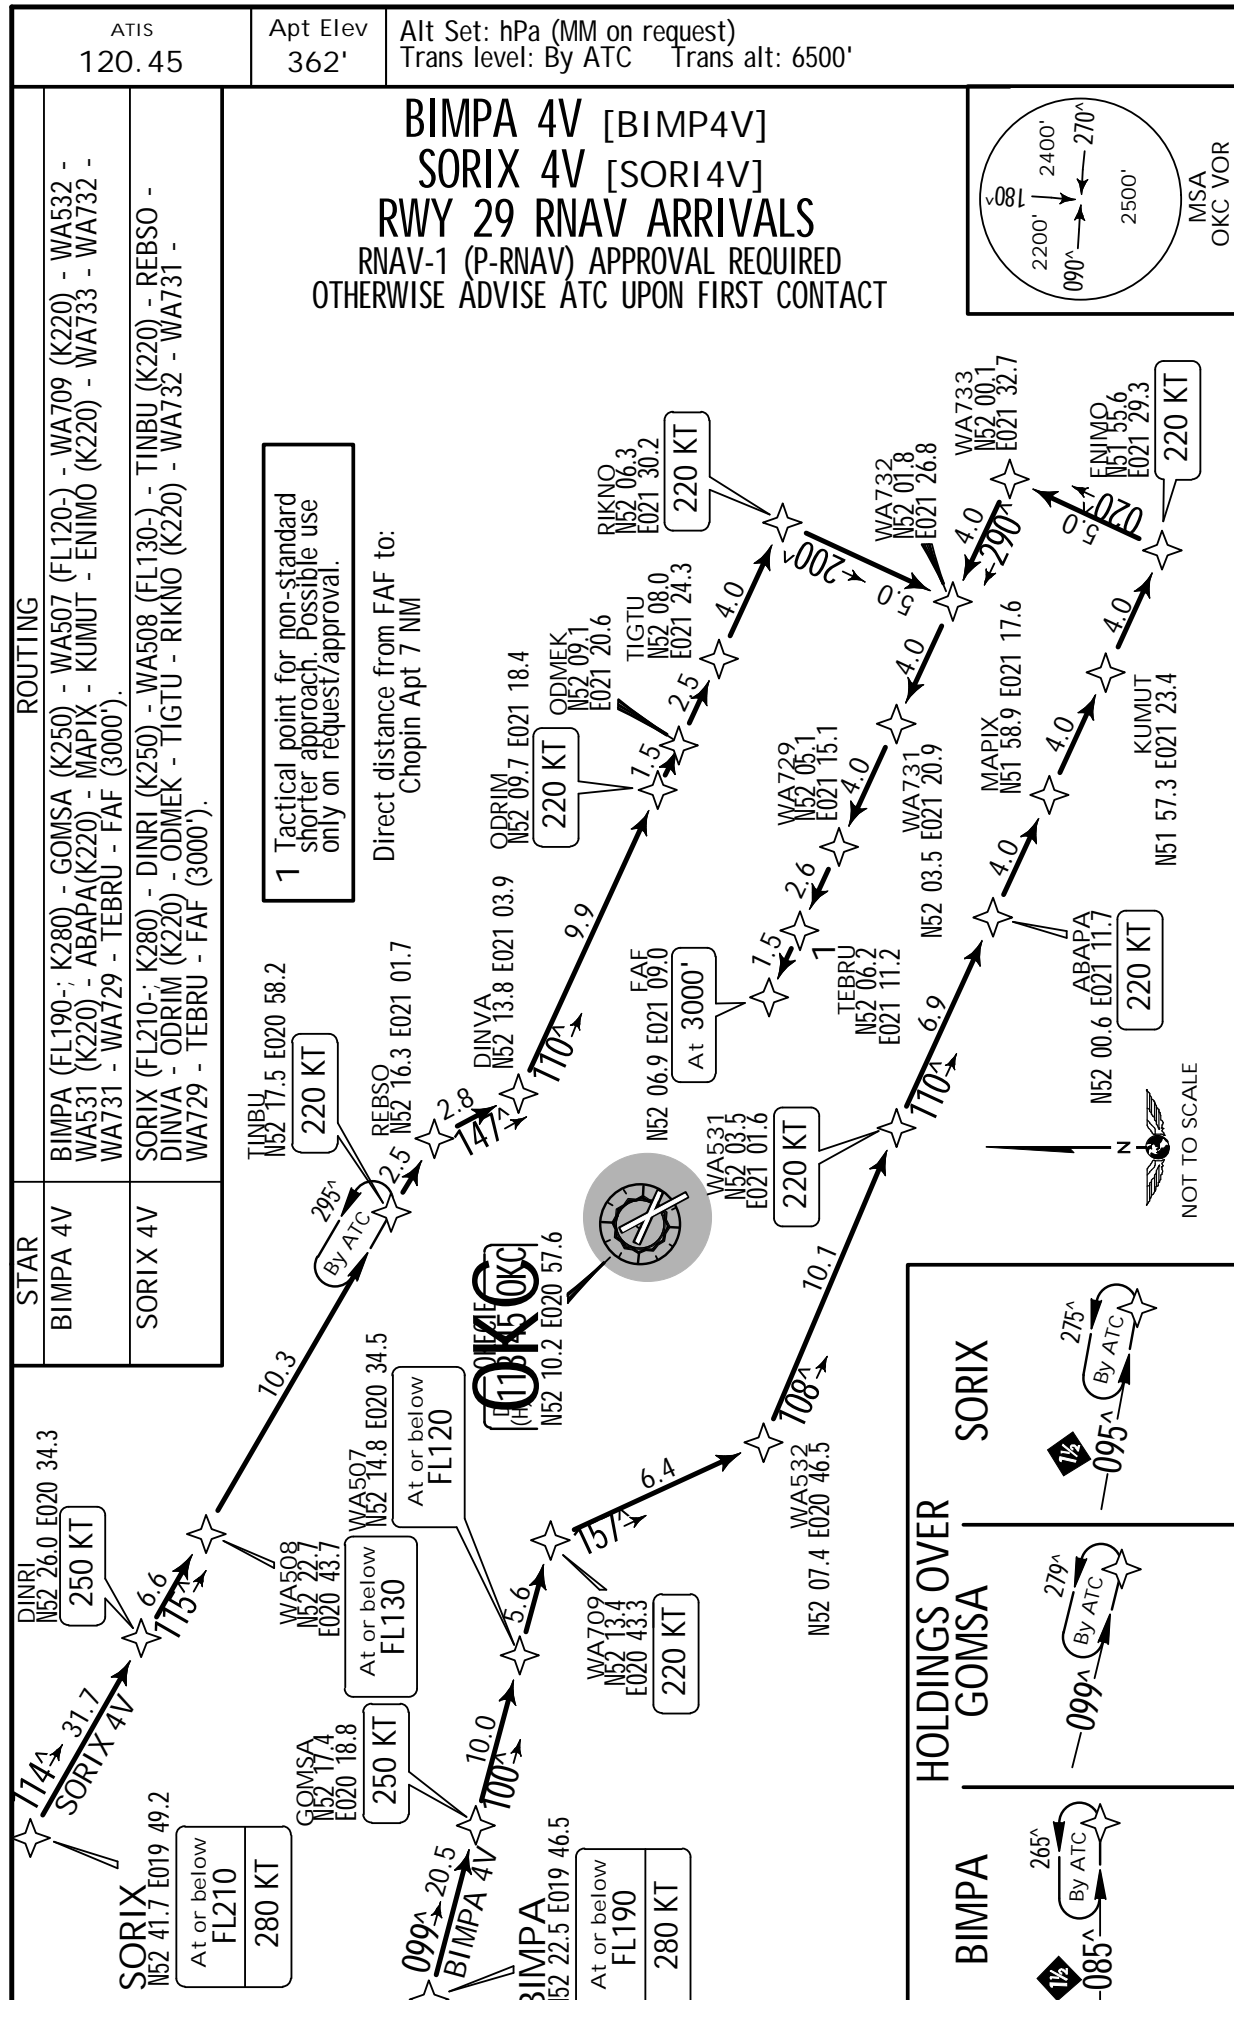 ATIS
120.45
Apt Elev
362'
Alt Set: hPa (MM on request)
Trans level: By ATC Trans alt: 6500'
BIMPA 4V [BIMP4V]
SORIX 4V [SORI4V]
RWY 29 RNAV ARRIVALS
RNAV-1 (P-RNAV) APPROVAL REQUIRED
OTHERWISE ADVISE ATC UPON FIRST CONTACT
270^
2400'
180^
2200'
090^
2500'
MSA
OKC VOR
STAR
ROUTING
BIMPA 4V
BIMPA (FL190-; K280) - GOMSA (K250) - WA507 (FL120-) - WA709 (K220) - WA532 -
WA531 (K220) - ABAPA(K220) - MAPIX - KUMUT - ENIMO (K220) - WA733 - WA732 -
WA731 - WA729 - TEBRU - FAF (3000').
SORIX 4V
SORIX (FL210-; K280) - DINRI (K250) - WA508 (FL130-) - TINBU (K220) - REBSO -
DINVA - ODRIM (K220) - ODMEK - TIGTU - RIKNO (K220) - WA732 - WA731 -
WA729 - TEBRU - FAF (3000').
1 Tactical point for non-standard
shorter approach. Possible use
only on request/approval.
Direct distance from FAF to:
Chopin Apt 7 NM
SORIX
N52 41.7 E019 49.2
At or below
FL210
280 KT
114^
31.7
SORIX 4V
DINRI
N52 26.0 E020 34.3
250 KT
6.6
115^
WA508
N52 22.7
E020 43.7
At or below
FL130
10.3
295^
By ATC
TINBU
N52 17.5 E020 58.2
220 KT
2.5
REBSO
N52 16.3 E021 01.7
2.8
147^
DINVA
N52 13.8 E021 03.9
9.9
110^
ODRIM
N52 09.7 E021 18.4
220 KT
1.5
ODMEK
N52 09.1
E021 20.6
2.5
TIGTU
N52 08.0
E021 24.3
4.0
RIKNO
N52 06.3
E021 30.2
220 KT
200^
5.0
WA732
N52 01.8
E021 26.8
WA733
N52 00.1
E021 32.7
4.0
290^
ENIMO
N51 55.6
E021 29.3
220 KT
020^
5.0
4.0
WA731
N52 03.5 E021 20.9
4.0
WA729
N52 05.1
E021 15.1
2.6
1
TEBRU
N52 06.2
E021 11.2
1.5
FAF
N52 06.9 E021 09.0
At 3000'
BIMPA
N52 22.5 E019 46.5
At or below
FL190
280 KT
099^
20.5
BIMPA 4V
GOMSA
N52 17.4
E020 18.8
250 KT
10.0
100^
WA507
N52 14.8 E020 34.5
At or below
FL120
5.6
WA709
N52 13.4
E020 43.3
220 KT
6.4
157^
WA532
N52 07.4 E020 46.5
10.1
108^
WA531
N52 03.5
E021 01.6
220 KT
6.9
110^
ABAPA
N52 00.6 E021 11.7
220 KT
4.0
MAPIX
N51 58.9 E021 17.6
4.0
KUMUT
N51 57.3 E021 23.4
4.0
OKC
N52 10.2 E020 57.6
N
NOT TO SCALE
HOLDINGS OVER
BIMPA
265^
By ATC
085^
1½
GOMSA
279^
By ATC
099^
SORIX
275^
By ATC
095^
1½